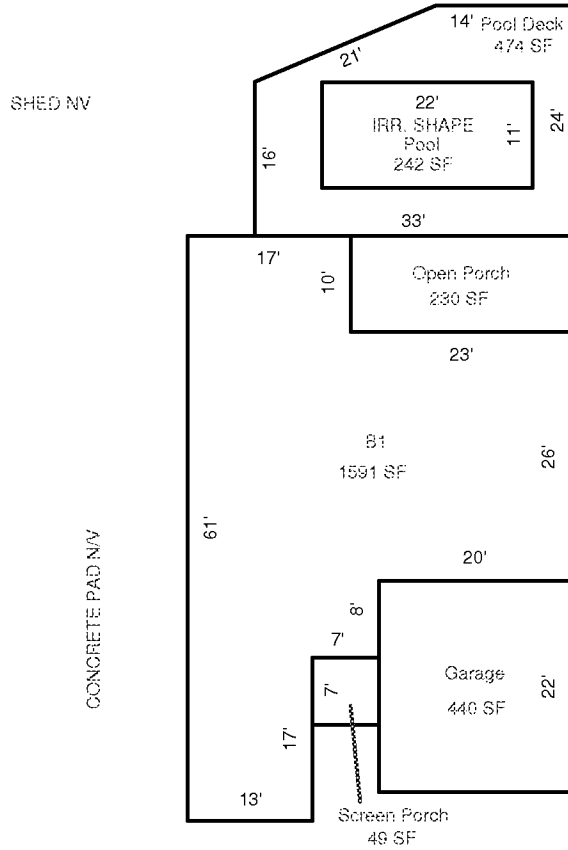 14' Pool Deck
474 SF
21'
SHED NV
22'
IRR. SHAPE
Pool
242 SF
11'
24'
16'
33'
17'
10'
Open Porch
230 SF
23'
B1
1591 SF
26'
61'
CONCRETE PAD N/V
20'
8'
7'
7'
Garage
440 SF
22'
17'
13'
Screen Porch
49 SF